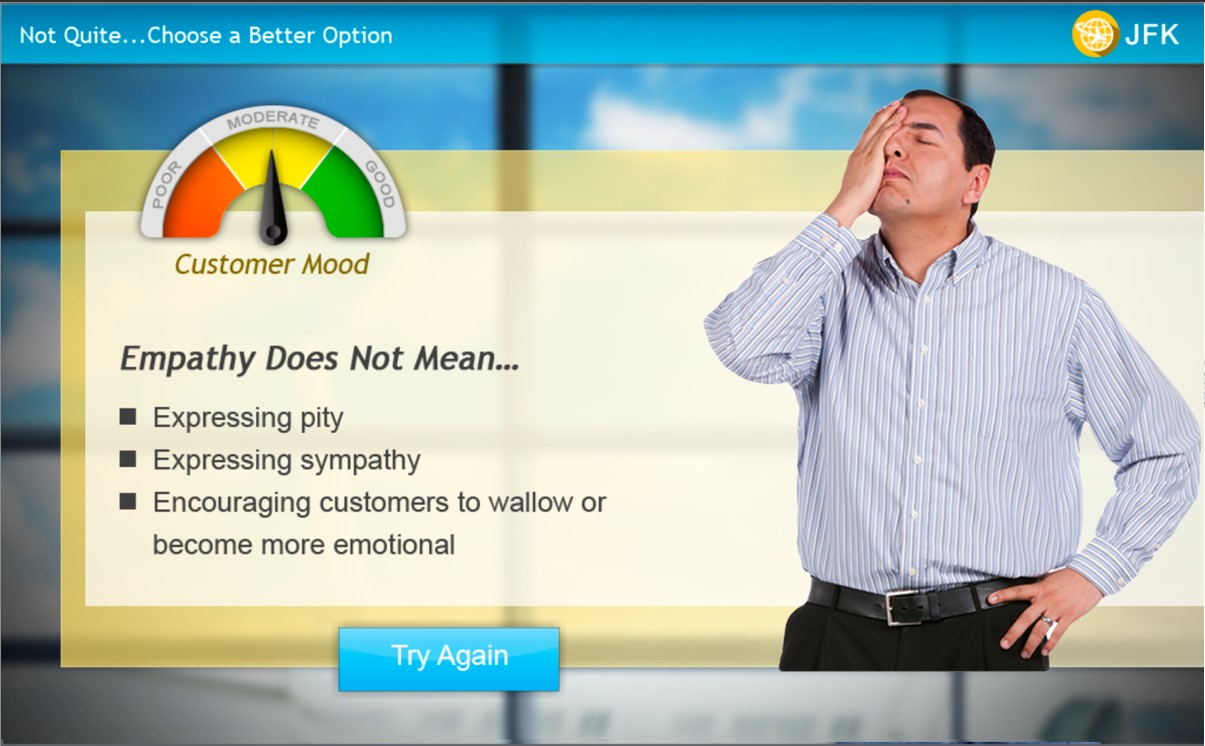 Not Quite...Choose a Better Option
JFK
MODERATE
POOR
GOOD
Customer Mood
Empathy Does Not Mean...
Expressing pity
Expressing sympathy
Encouraging customers to wallow or
become more emotional
Try Again